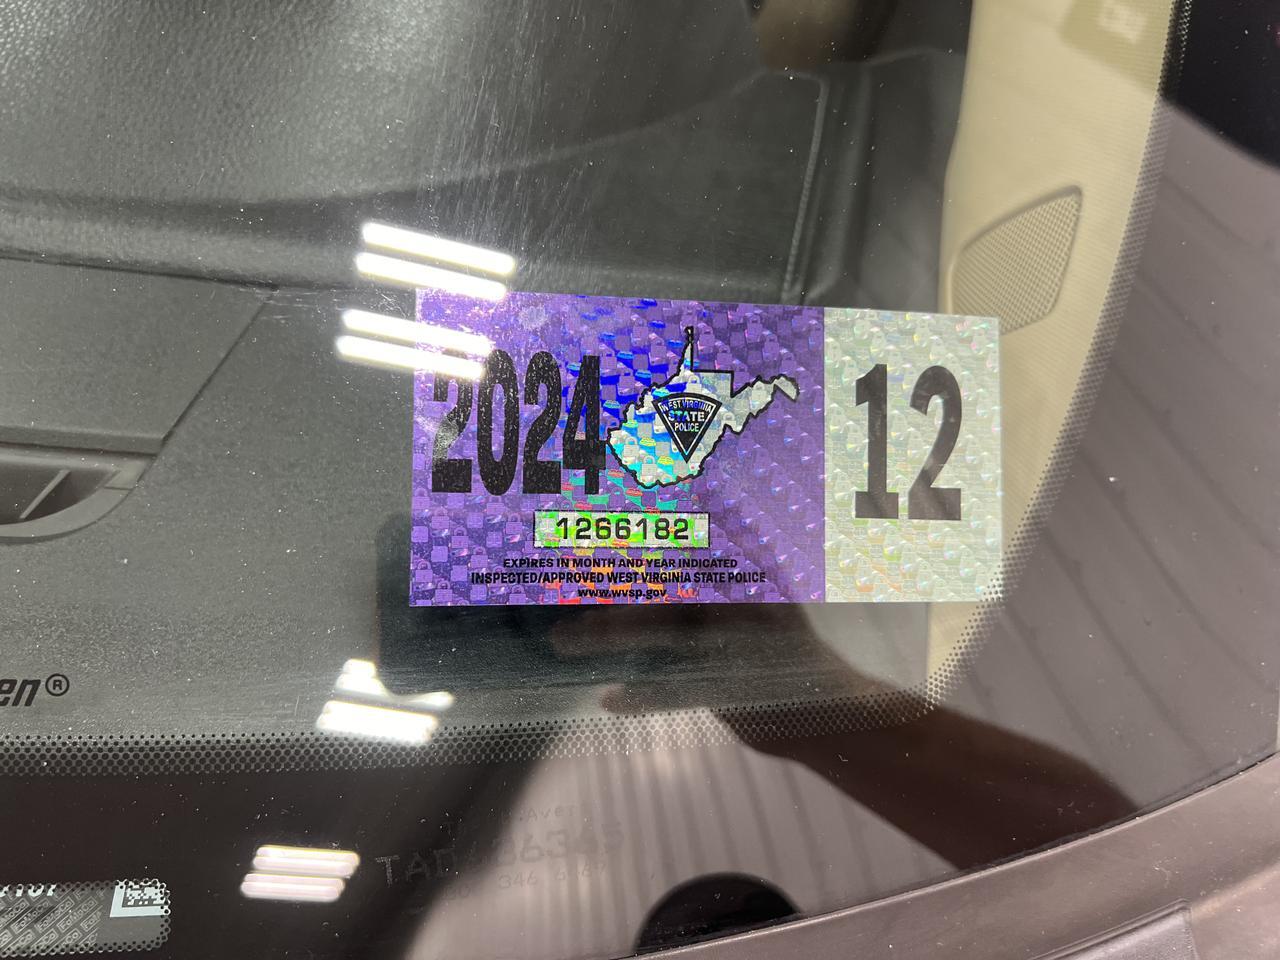 2024
WEST VIRGINIA
STATE
POLICE
12
1266182
EXPIRES IN MONTH AND YEAR INDICATED
INSPECTED/APPROVED WEST VIRGINIA STATE POLICE
www.wvsp.gov
en®